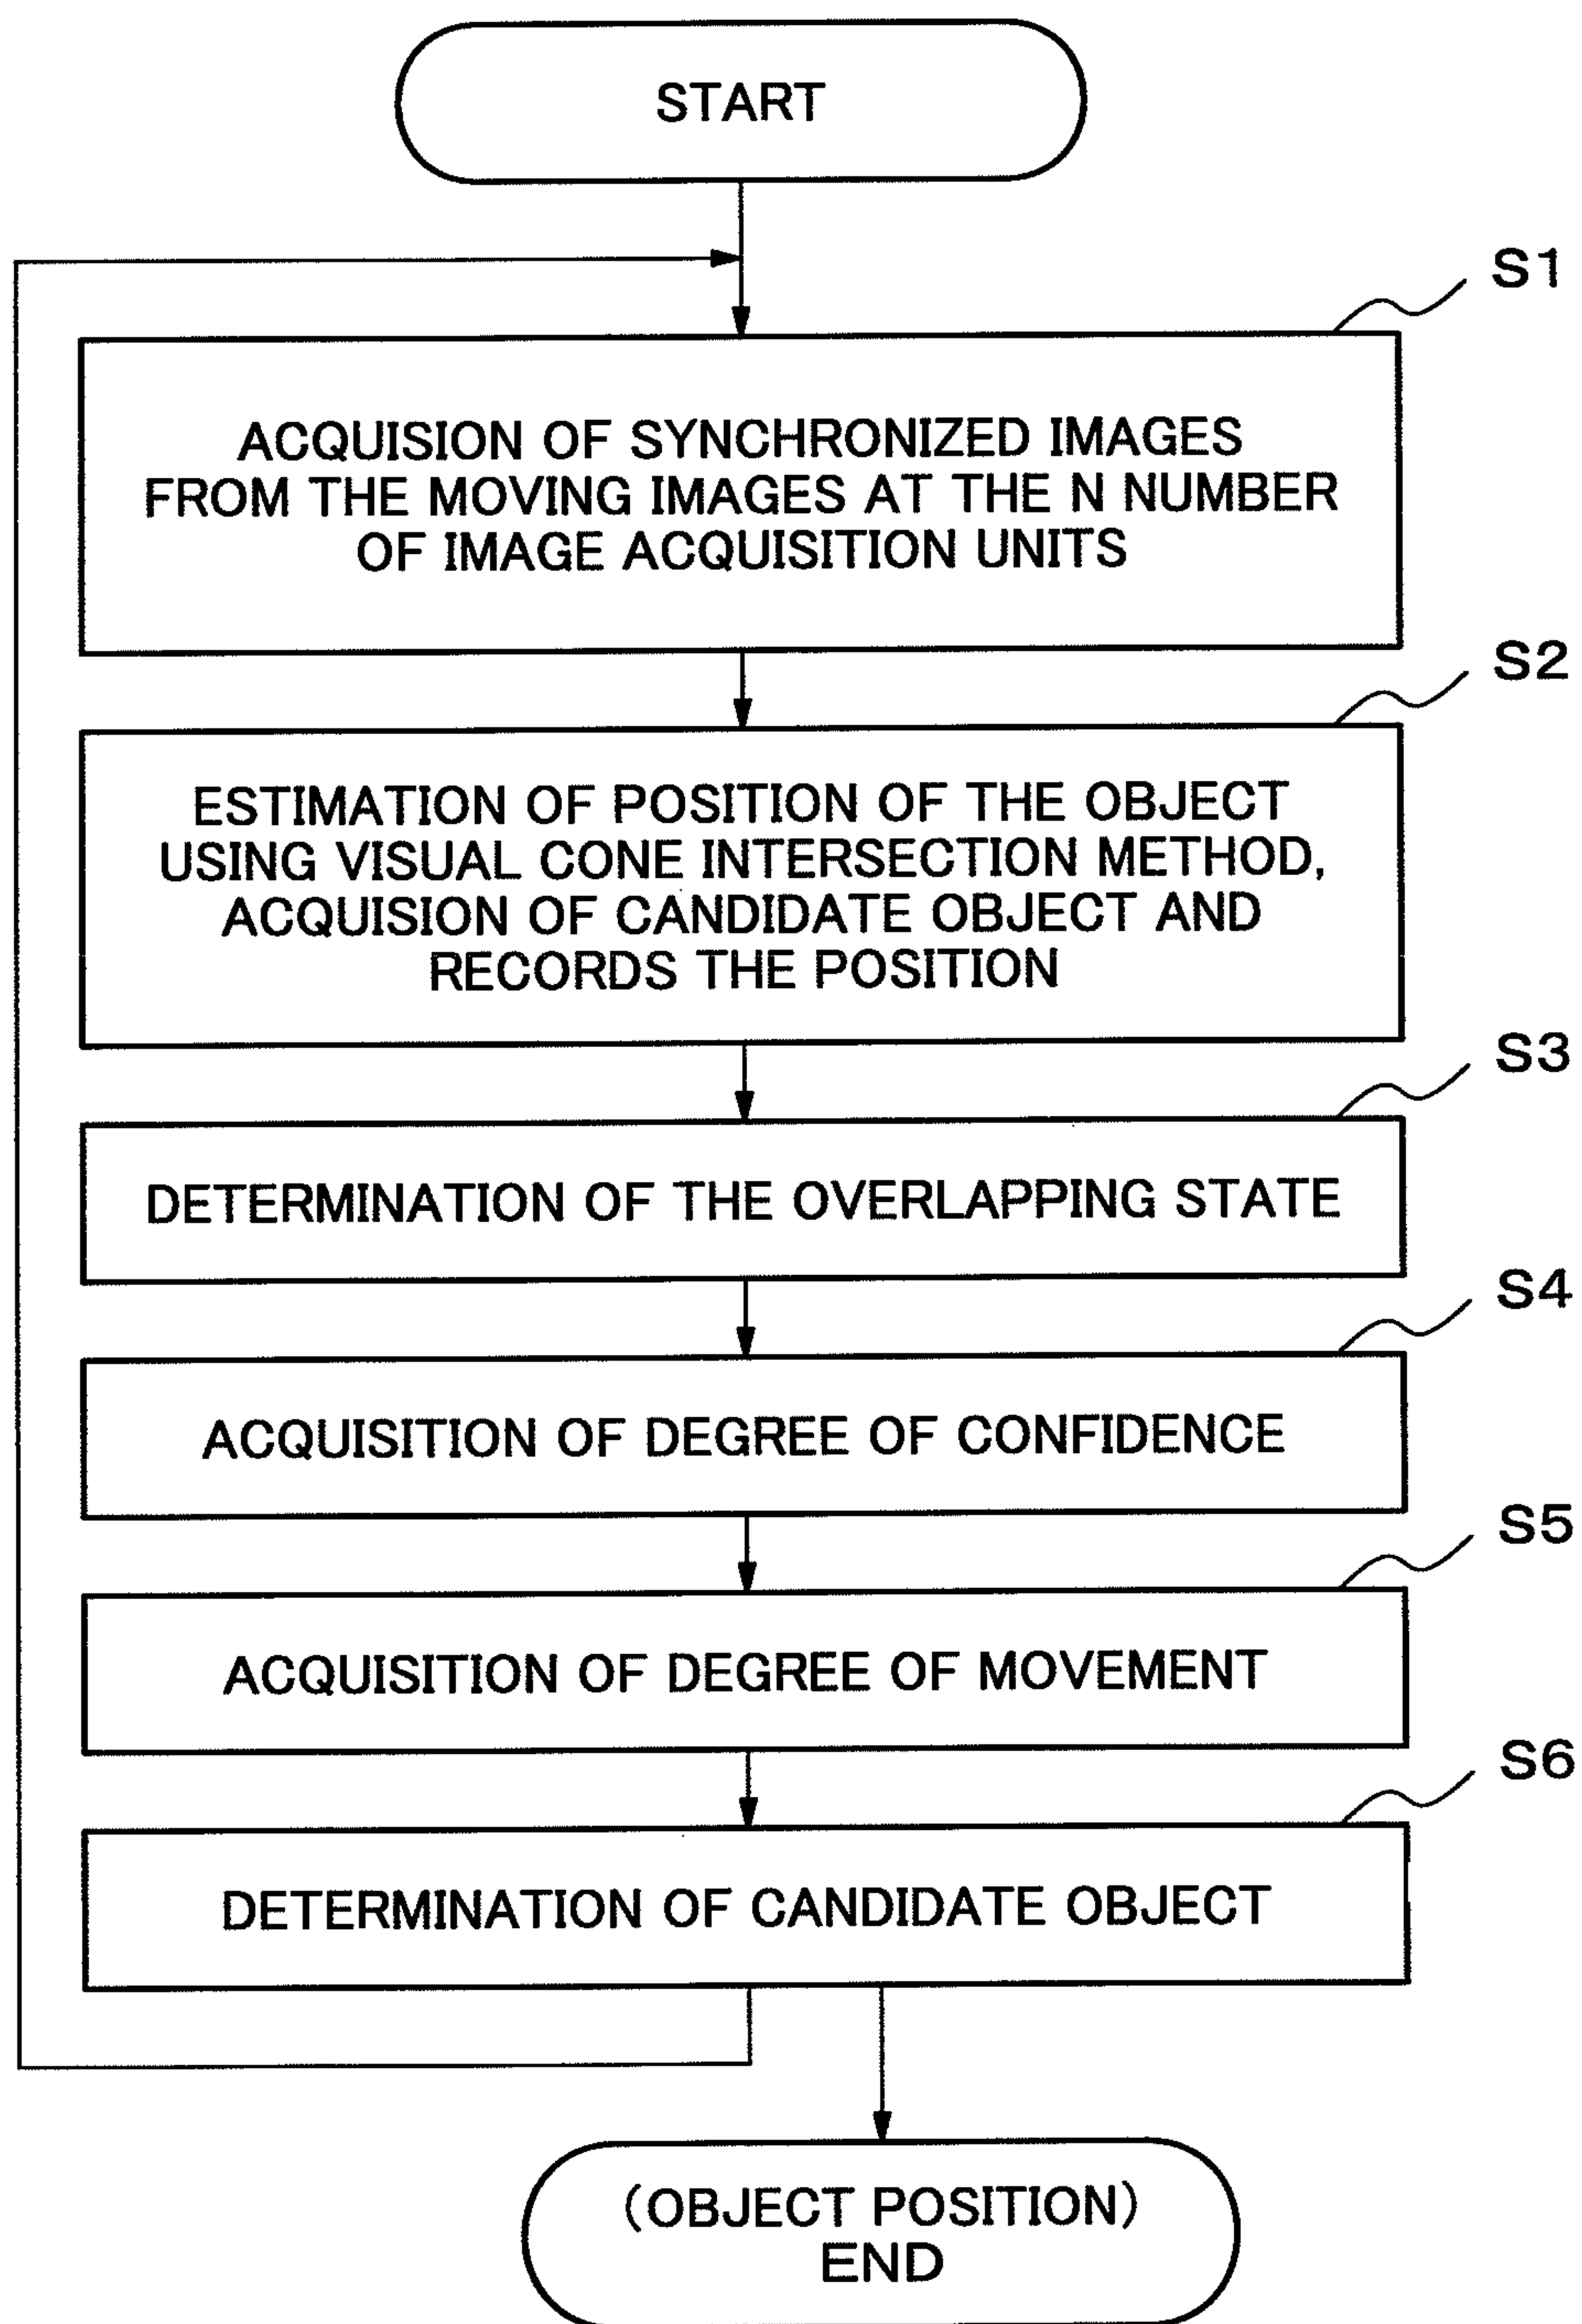 START
S1
ACQUISION OF SYNCHRONIZED IMAGES
FROM THE MOVING IMAGES AT THE N NUMBER
OF IMAGE ACQUISITION UNITS
S2
ESTIMATION OF POSITION OF THE OBJECT
USING VISUAL CONE INTERSECTION METHOD,
ACQUISION OF CANDIDATE OBJECT AND
RECORDS THE POSITION
S3
DETERMINATION OF THE OVERLAPPING STATE
S4
ACQUISITION OF DEGREE OF CONFIDENCE
S5
ACQUISITION OF DEGREE OF MOVEMENT
S6
DETERMINATION OF CANDIDATE OBJECT
(OBJECT POSITION)
END